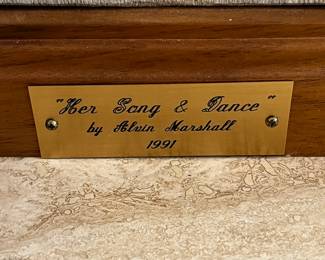 "Her Song & Dance"
by Alvin Marshall
1991